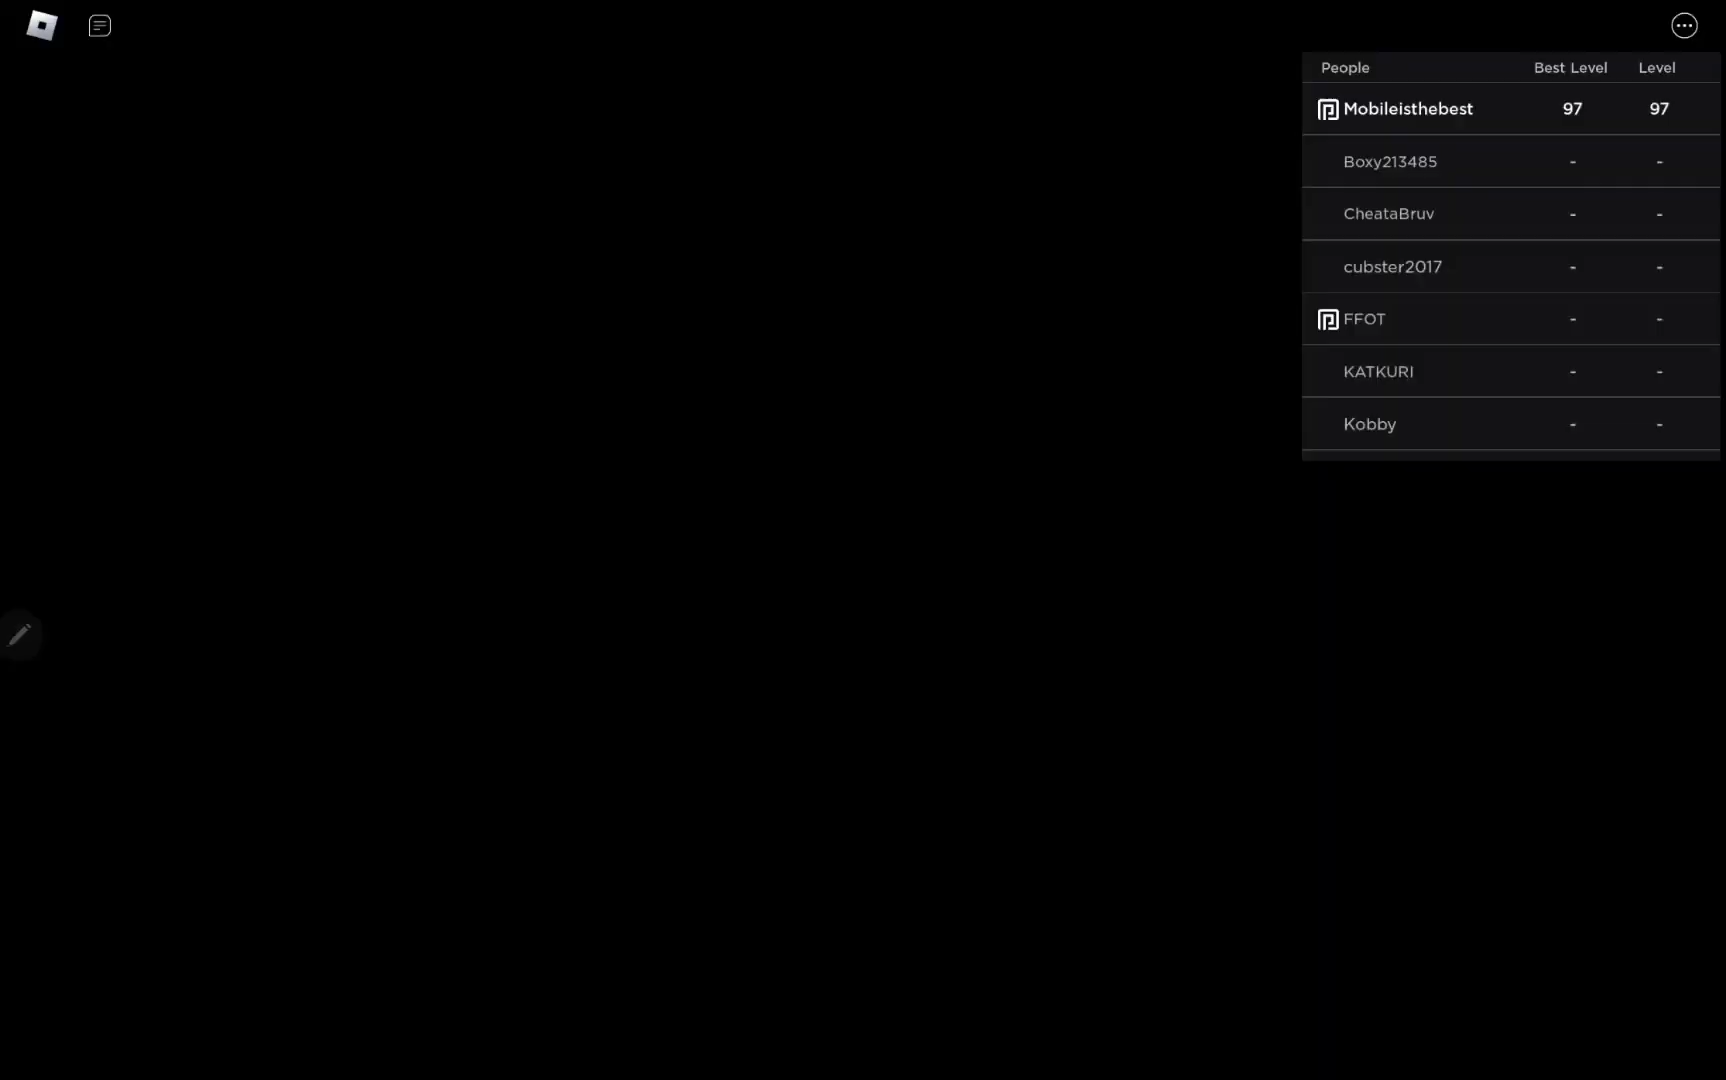 People Best Level Level
Mobileisthebest 97 97
Boxy213485 - -
CheataBruv - -
cubster2017 - -
FFOT - -
KATKURI - -
Kobby - -